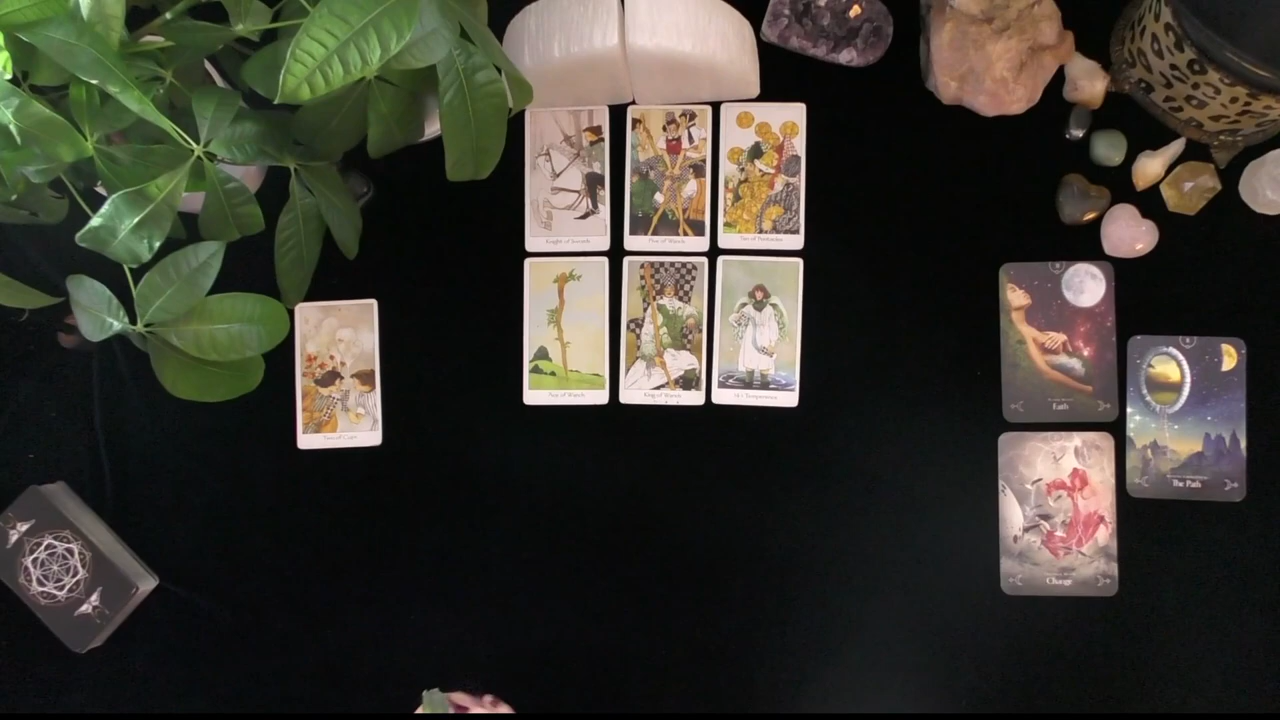 Knight of Swords
Five of Wands
Ten of Pentacles
Ace of Wands
King of Wands
14 • Temperance
Two of Cups
Faith
The Path
Change